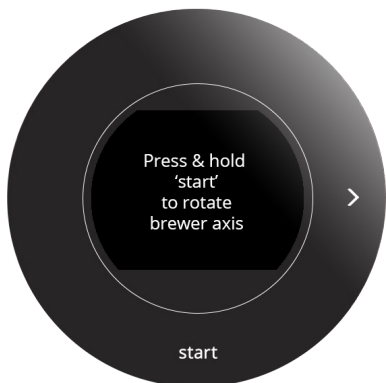 Press & hold
‘start’
to rotate
brewer axis
start